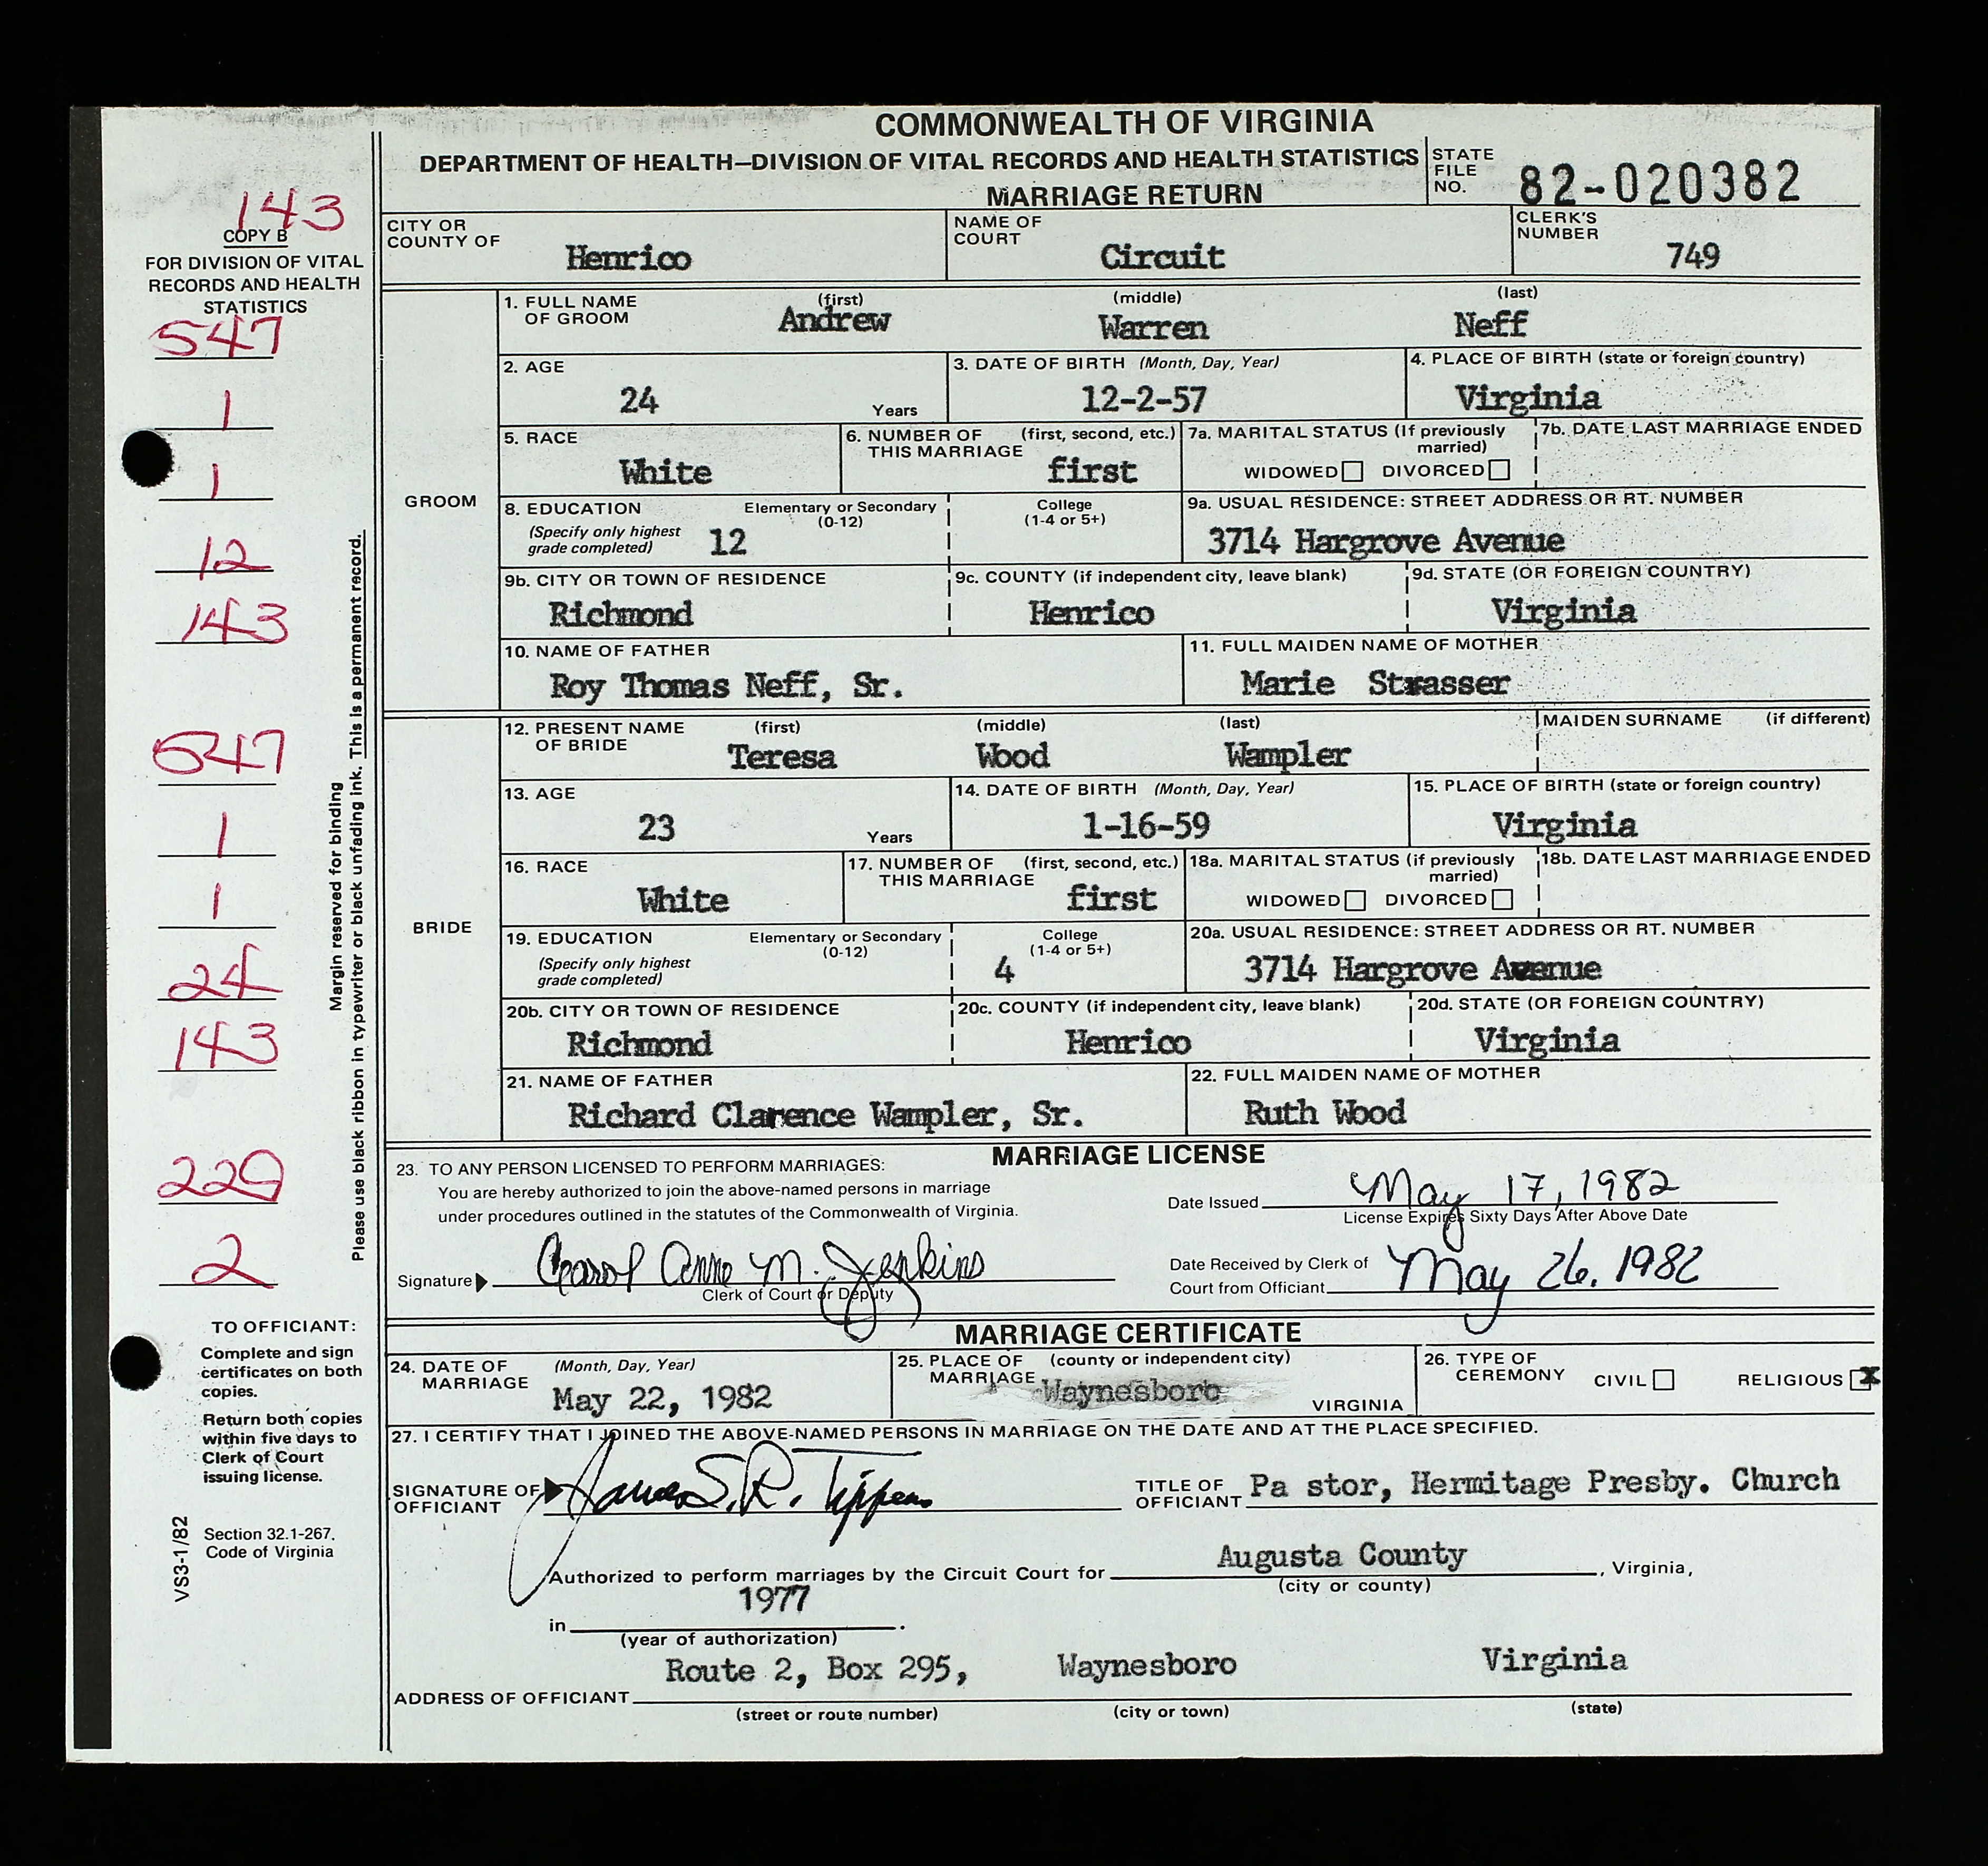 COMMONWEALTH OF VIRGINIA
DEPARTMENT OF HEALTH—DIVISION OF VITAL RECORDS AND HEALTH STATISTICS
MARRIAGE RETURN
STATE FILE NO. 82-020382
143
COPY B
FOR DIVISION OF VITAL
RECORDS AND HEALTH
STATISTICS
547
1
1
12
143
547
1
1
24
143
229
2
Margin reserved for binding
Please use black ribbon in typewriter or black unfading ink. This is a permanent record.
TO OFFICIANT:
Complete and sign
certificates on both
copies.
Return both copies
within five days to
Clerk of Court
issuing license.
Section 32.1-267,
Code of Virginia
VS3-1/82
CITY OR COUNTY OF Henrico
NAME OF COURT Circuit
CLERK'S NUMBER 749
GROOM
1. FULL NAME OF GROOM (first) Andrew (middle) Warren (last) Neff
2. AGE 24 Years
3. DATE OF BIRTH (Month, Day, Year) 12-2-57
4. PLACE OF BIRTH (state or foreign country) Virginia
5. RACE White
6. NUMBER OF THIS MARRIAGE (first, second, etc.) first
7a. MARITAL STATUS (If previously married) WIDOWED DIVORCED
7b. DATE LAST MARRIAGE ENDED
8. EDUCATION (Specify only highest grade completed) Elementary or Secondary (0-12) 12 College (1-4 or 5+)
9a. USUAL RESIDENCE: STREET ADDRESS OR RT. NUMBER 3714 Hargrove Avenue
9b. CITY OR TOWN OF RESIDENCE Richmond
9c. COUNTY (if independent city, leave blank) Henrico
9d. STATE (OR FOREIGN COUNTRY) Virginia
10. NAME OF FATHER Roy Thomas Neff, Sr.
11. FULL MAIDEN NAME OF MOTHER Marie Strasser
BRIDE
12. PRESENT NAME OF BRIDE (first) Teresa (middle) Wood (last) Wampler
MAIDEN SURNAME (if different)
13. AGE 23 Years
14. DATE OF BIRTH (Month, Day, Year) 1-16-59
15. PLACE OF BIRTH (state or foreign country) Virginia
16. RACE White
17. NUMBER OF THIS MARRIAGE (first, second, etc.) first
18a. MARITAL STATUS (if previously married) WIDOWED DIVORCED
18b. DATE LAST MARRIAGE ENDED
19. EDUCATION (Specify only highest grade completed) Elementary or Secondary (0-12) College (1-4 or 5+) 4
20a. USUAL RESIDENCE: STREET ADDRESS OR RT. NUMBER 3714 Hargrove Avenue
20b. CITY OR TOWN OF RESIDENCE Richmond
20c. COUNTY (if independent city, leave blank) Henrico
20d. STATE (OR FOREIGN COUNTRY) Virginia
21. NAME OF FATHER Richard Clarence Wampler, Sr.
22. FULL MAIDEN NAME OF MOTHER Ruth Wood
MARRIAGE LICENSE
23. TO ANY PERSON LICENSED TO PERFORM MARRIAGES:
You are hereby authorized to join the above-named persons in marriage
under procedures outlined in the statutes of the Commonwealth of Virginia.
Date Issued May 17, 1982
License Expires Sixty Days After Above Date
Signature Carol Anne M. Jenkins
Clerk of Court or Deputy
Date Received by Clerk of
Court from Officiant May 26, 1982
MARRIAGE CERTIFICATE
24. DATE OF MARRIAGE (Month, Day, Year) May 22, 1982
25. PLACE OF MARRIAGE (county or independent city) Waynesboro VIRGINIA
26. TYPE OF CEREMONY CIVIL RELIGIOUS X
27. I CERTIFY THAT I JOINED THE ABOVE-NAMED PERSONS IN MARRIAGE ON THE DATE AND AT THE PLACE SPECIFIED.
SIGNATURE OF OFFICIANT James S.R. Tippens
TITLE OF OFFICIANT Pa stor, Hermitage Presby. Church
Authorized to perform marriages by the Circuit Court for Augusta County, Virginia,
(city or county)
in 1977.
(year of authorization)
ADDRESS OF OFFICIANT Route 2, Box 295, Waynesboro Virginia
(street or route number) (city or town) (state)